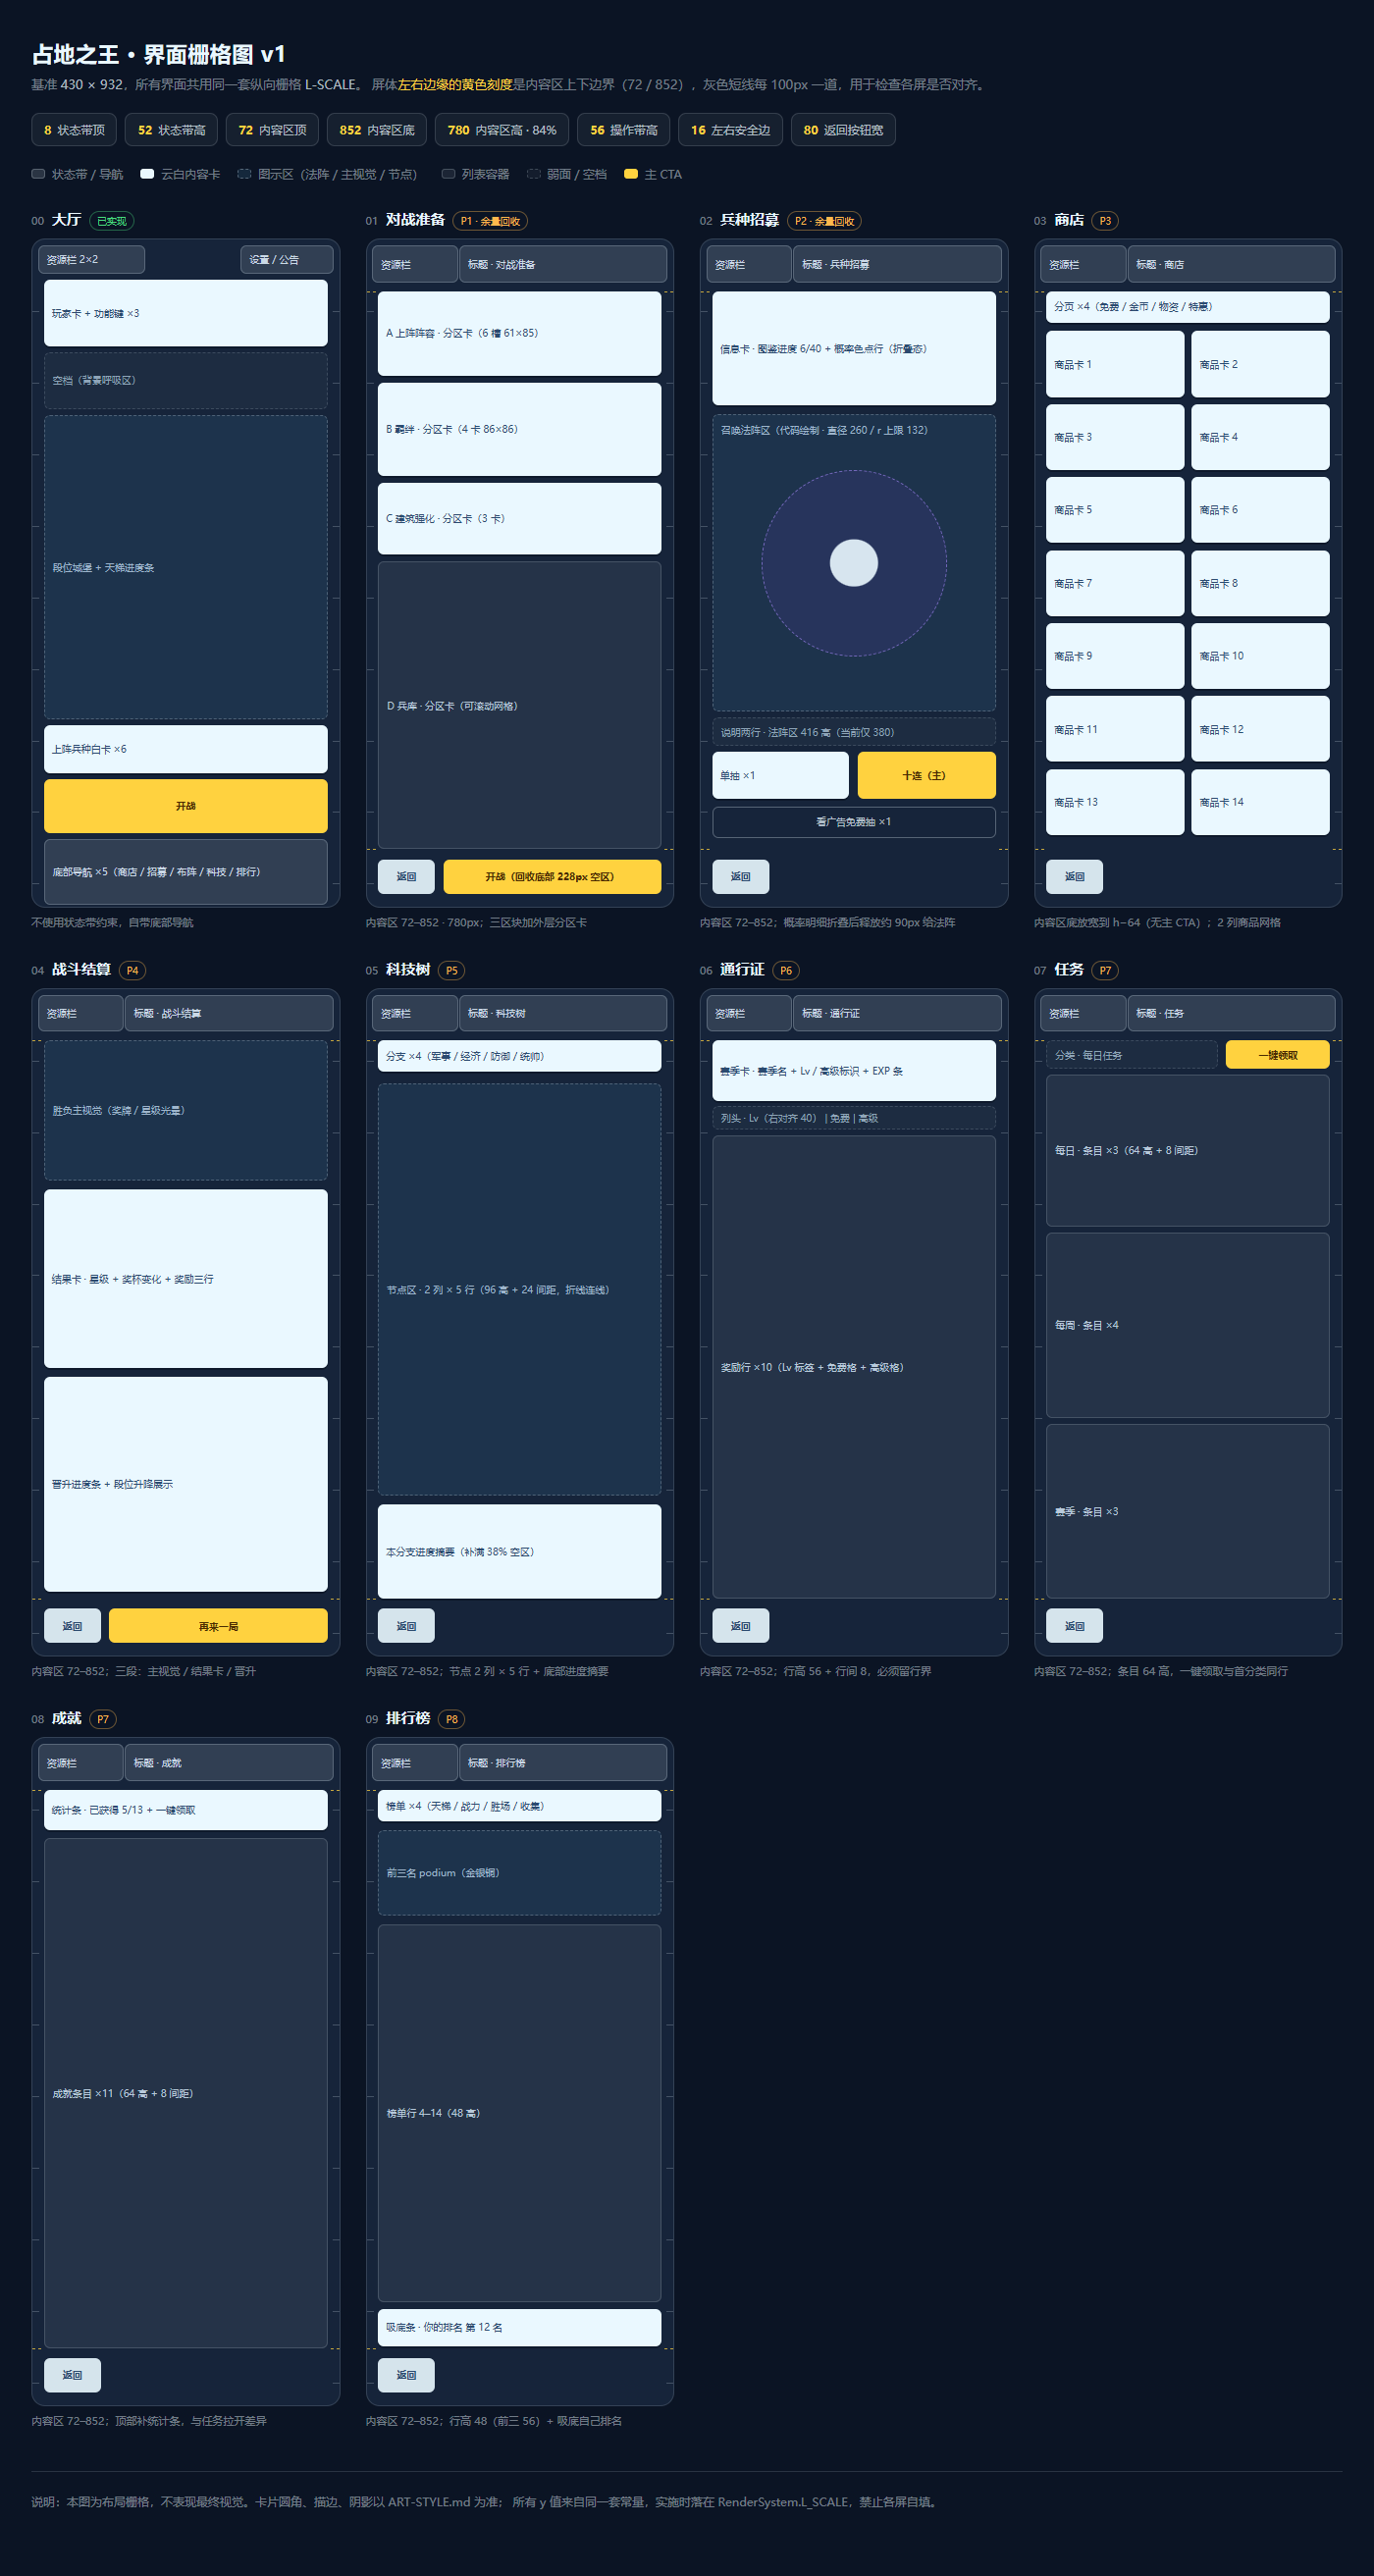 占地之王 · 界面栅格图 v1
基准 430 × 932，所有界面共用同一套纵向栅格 L-SCALE。 屏体左右边缘的黄色刻度是内容区上下边界（72 / 852），灰色短线每 100px 一道，用于检查各屏是否对齐。
8 状态带顶 52 状态带高 72 内容区顶 852 内容区底 780 内容区高 · 84% 56 操作带高 16 左右安全边 80 返回按钮宽
状态带 / 导航 云白内容卡 图示区（法阵 / 主视觉 / 节点） 列表容器 弱面 / 空档 主 CTA
00 大厅 已实现
资源栏 2×2 设置 / 公告
玩家卡 + 功能键 ×3
空档（背景呼吸区）
段位城堡 + 天梯进度条
上阵兵种白卡 ×6
开战
底部导航 ×5（商店 / 招募 / 布阵 / 科技 / 排行）
不使用状态带约束，自带底部导航
01 对战准备 P1 · 余量回收
资源栏 标题 · 对战准备
A 上阵阵容 · 分区卡（6 槽 61×85）
B 羁绊 · 分区卡（4 卡 86×86）
C 建筑强化 · 分区卡（3 卡）
D 兵库 · 分区卡（可滚动网格）
返回 开战（回收底部 228px 空区）
内容区 72–852 · 780px；三区块加外层分区卡
02 兵种招募 P2 · 余量回收
资源栏 标题 · 兵种招募
信息卡 · 图鉴进度 6/40 + 概率色点行（折叠态）
召唤法阵区（代码绘制 · 直径 260 / r 上限 132）
说明两行 · 法阵区 416 高（当前仅 380）
单抽 ×1 十连（主）
看广告免费抽 ×1
返回
内容区 72–852；概率明细折叠后释放约 90px 给法阵
03 商店 P3
资源栏 标题 · 商店
分页 ×4（免费 / 金币 / 物资 / 特惠）
商品卡 1 商品卡 2
商品卡 3 商品卡 4
商品卡 5 商品卡 6
商品卡 7 商品卡 8
商品卡 9 商品卡 10
商品卡 11 商品卡 12
商品卡 13 商品卡 14
返回
内容区底放宽到 h−64（无主 CTA）；2 列商品网格
04 战斗结算 P4
资源栏 标题 · 战斗结算
胜负主视觉（奖牌 / 星级光晕）
结果卡 · 星级 + 奖杯变化 + 奖励三行
晋升进度条 + 段位升降展示
返回 再来一局
内容区 72–852；三段：主视觉 / 结果卡 / 晋升
05 科技树 P5
资源栏 标题 · 科技树
分支 ×4（军事 / 经济 / 防御 / 统帅）
节点区 · 2 列 × 5 行（96 高 + 24 间距，折线连线）
本分支进度摘要（补满 38% 空区）
返回
内容区 72–852；节点 2 列 × 5 行 + 底部进度摘要
06 通行证 P6
资源栏 标题 · 通行证
赛季卡 · 赛季名 + Lv / 高级标识 + EXP 条
列头 · Lv（右对齐 40） | 免费 | 高级
奖励行 ×10（Lv 标签 + 免费格 + 高级格）
返回
内容区 72–852；行高 56 + 行间 8，必须留行界
07 任务 P7
资源栏 标题 · 任务
分类 · 每日任务 一键领取
每日 · 条目 ×3（64 高 + 8 间距）
每周 · 条目 ×4
赛季 · 条目 ×3
返回
内容区 72–852；条目 64 高，一键领取与首分类同行
08 成就 P7
资源栏 标题 · 成就
统计条 · 已获得 5/13 + 一键领取
成就条目 ×11（64 高 + 8 间距）
返回
内容区 72–852；顶部补统计条，与任务拉开差异
09 排行榜 P8
资源栏 标题 · 排行榜
榜单 ×4（天梯 / 战力 / 胜场 / 收集）
前三名 podium（金银铜）
榜单行 4–14（48 高）
吸底条 · 你的排名 第 12 名
返回
内容区 72–852；行高 48（前三 56）+ 吸底自己排名
说明：本图为布局栅格，不表现最终视觉。卡片圆角、描边、阴影以 ART-STYLE.md 为准； 所有 y 值来自同一套常量，实施时落在 RenderSystem.L_SCALE，禁止各屏自填。